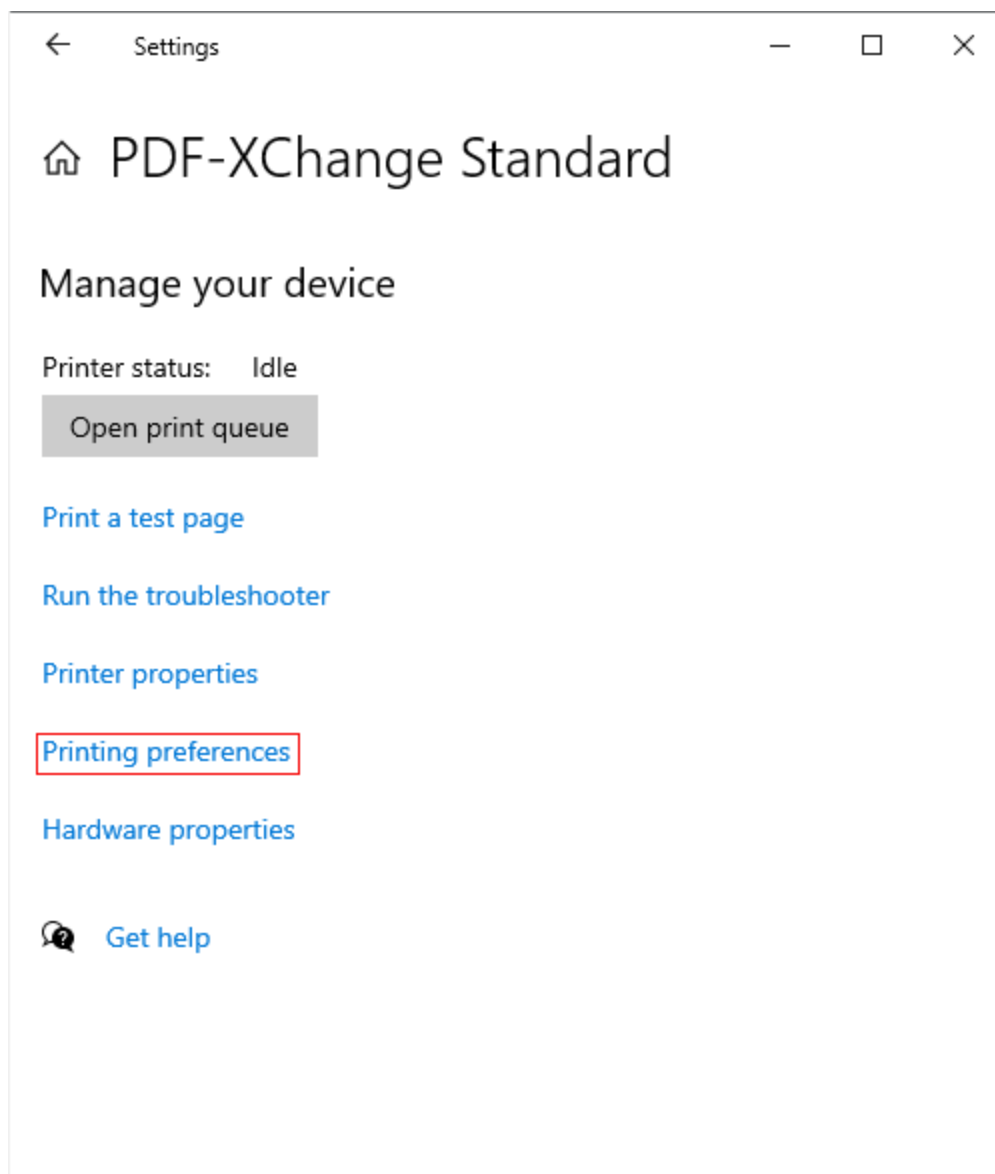 Settings
PDF-XChange Standard
Manage your device
Printer status: Idle
Open print queue
Print a test page
Run the troubleshooter
Printer properties
Printing preferences
Hardware properties
Get help